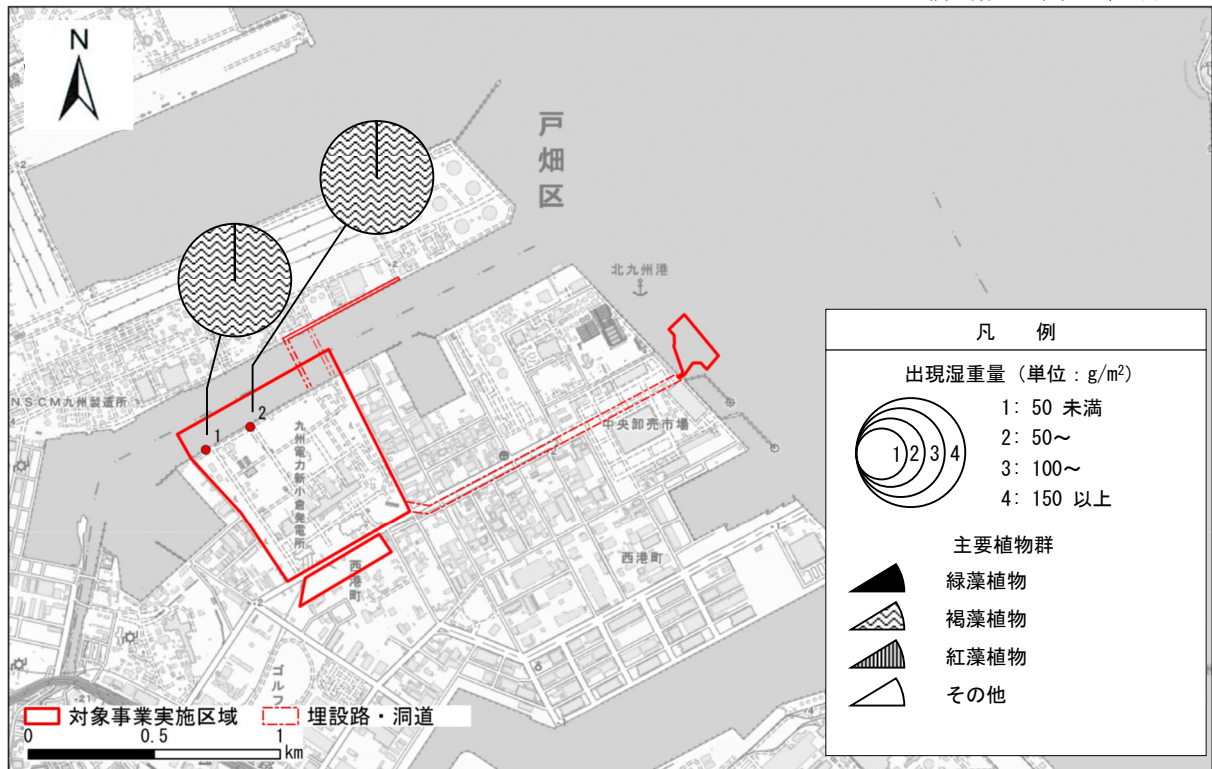 N
戸畑区
北九州港
NSCM九州製造所
1
2
九州電力新小倉発電所
中央卸売市場
西港町
西港町
ゴルフ
凡 例
出現湿重量（単位：g/m²）
1 2 3 4
1: 50 未満
2: 50～
3: 100～
4: 150 以上
主要植物群
緑藻植物
褐藻植物
紅藻植物
その他
対象事業実施区域
埋設路・洞道
0 0.5 1
km